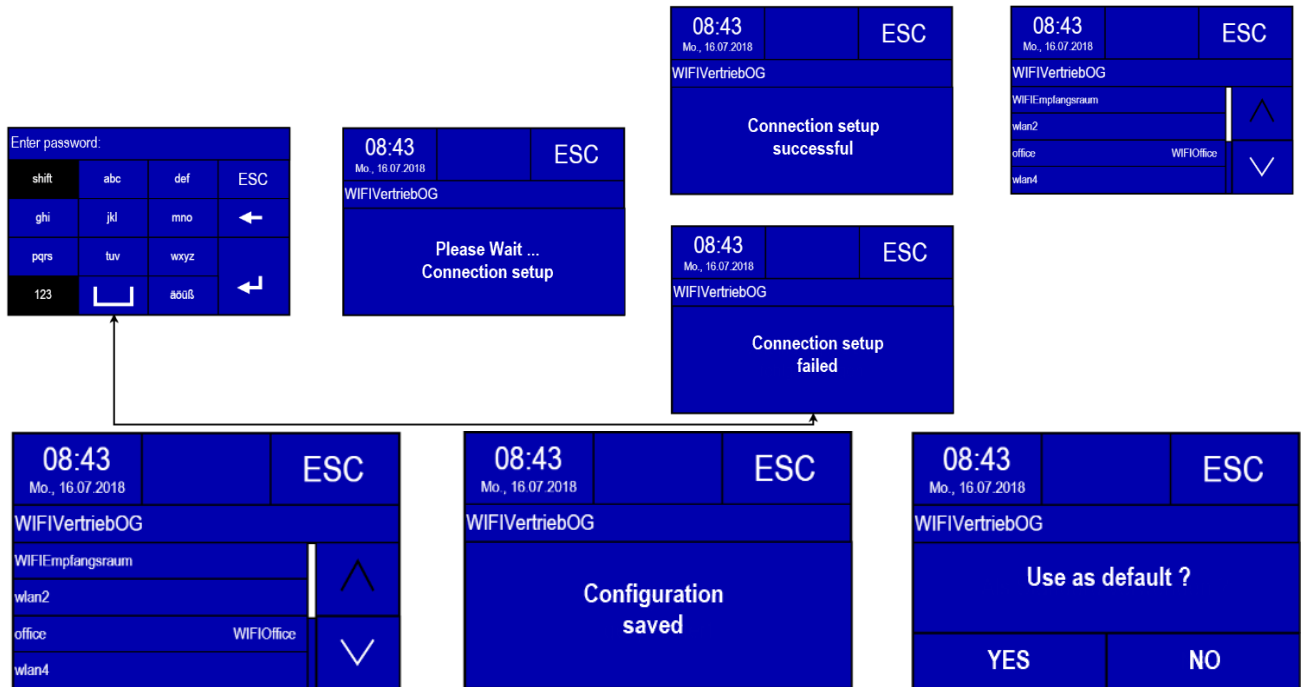 Enter password:
shift abc def ESC
ghi jkl mno
pqrs tuv wxyz
123 äöüß
08:43 ESC
Mo., 16.07.2018
WIFIVertriebOG
Please Wait ...
Connection setup
08:43 ESC
Mo., 16.07.2018
WIFIVertriebOG
Connection setup
successful
08:43 ESC
Mo., 16.07.2018
WIFIVertriebOG
WIFIEmpfangsraum
wlan2
office WIFIOffice
wlan4
08:43 ESC
Mo., 16.07.2018
WIFIVertriebOG
Connection setup
failed
08:43 ESC
Mo., 16.07.2018
WIFIVertriebOG
WIFIEmpfangsraum
wlan2
office WIFIOffice
wlan4
08:43 ESC
Mo., 16.07.2018
WIFIVertriebOG
Configuration
saved
08:43 ESC
Mo., 16.07.2018
WIFIVertriebOG
Use as default ?
YES NO